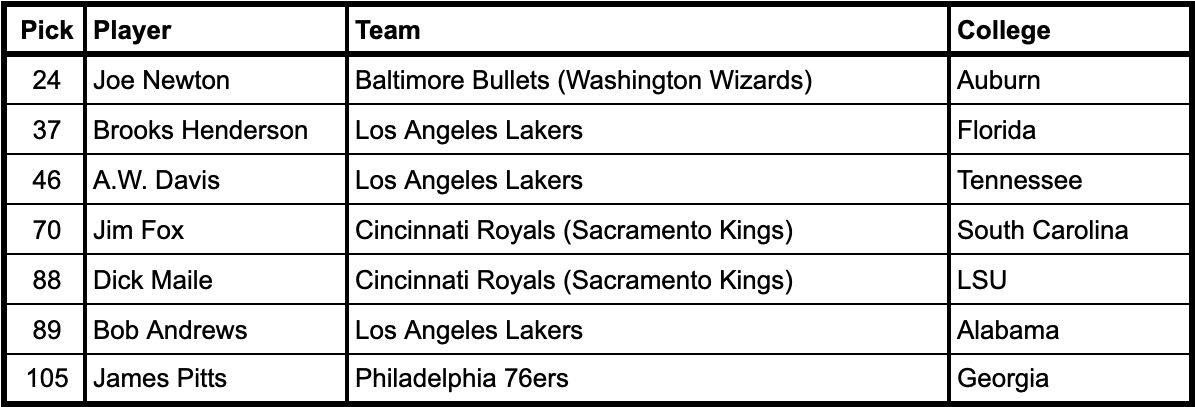 Pick Player Team College
24 Joe Newton Baltimore Bullets (Washington Wizards) Auburn
37 Brooks Henderson Los Angeles Lakers Florida
46 A.W. Davis Los Angeles Lakers Tennessee
70 Jim Fox Cincinnati Royals (Sacramento Kings) South Carolina
88 Dick Maile Cincinnati Royals (Sacramento Kings) LSU
89 Bob Andrews Los Angeles Lakers Alabama
105 James Pitts Philadelphia 76ers Georgia